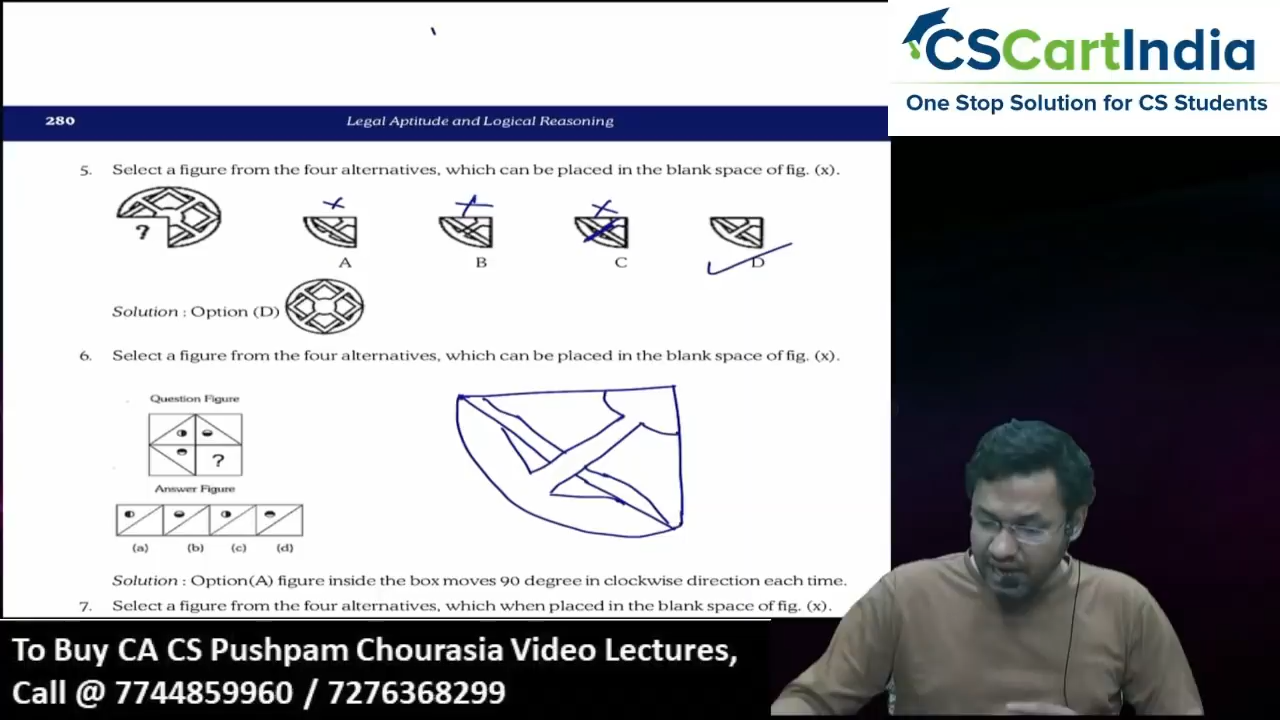 CSCartIndia
One Stop Solution for CS Students
280 Legal Aptitude and Logical Reasoning
5. Select a figure from the four alternatives, which can be placed in the blank space of fig. (x).
?
A B C D
Solution : Option (D)
6. Select a figure from the four alternatives, which can be placed in the blank space of fig. (x).
Question Figure
?
Answer Figure
(a) (b) (c) (d)
Solution : Option(A) figure inside the box moves 90 degree in clockwise direction each time.
7. Select a figure from the four alternatives, which when placed in the blank space of fig. (x).
To Buy CA CS Pushpam Chourasia Video Lectures,
Call @ 7744859960 / 7276368299